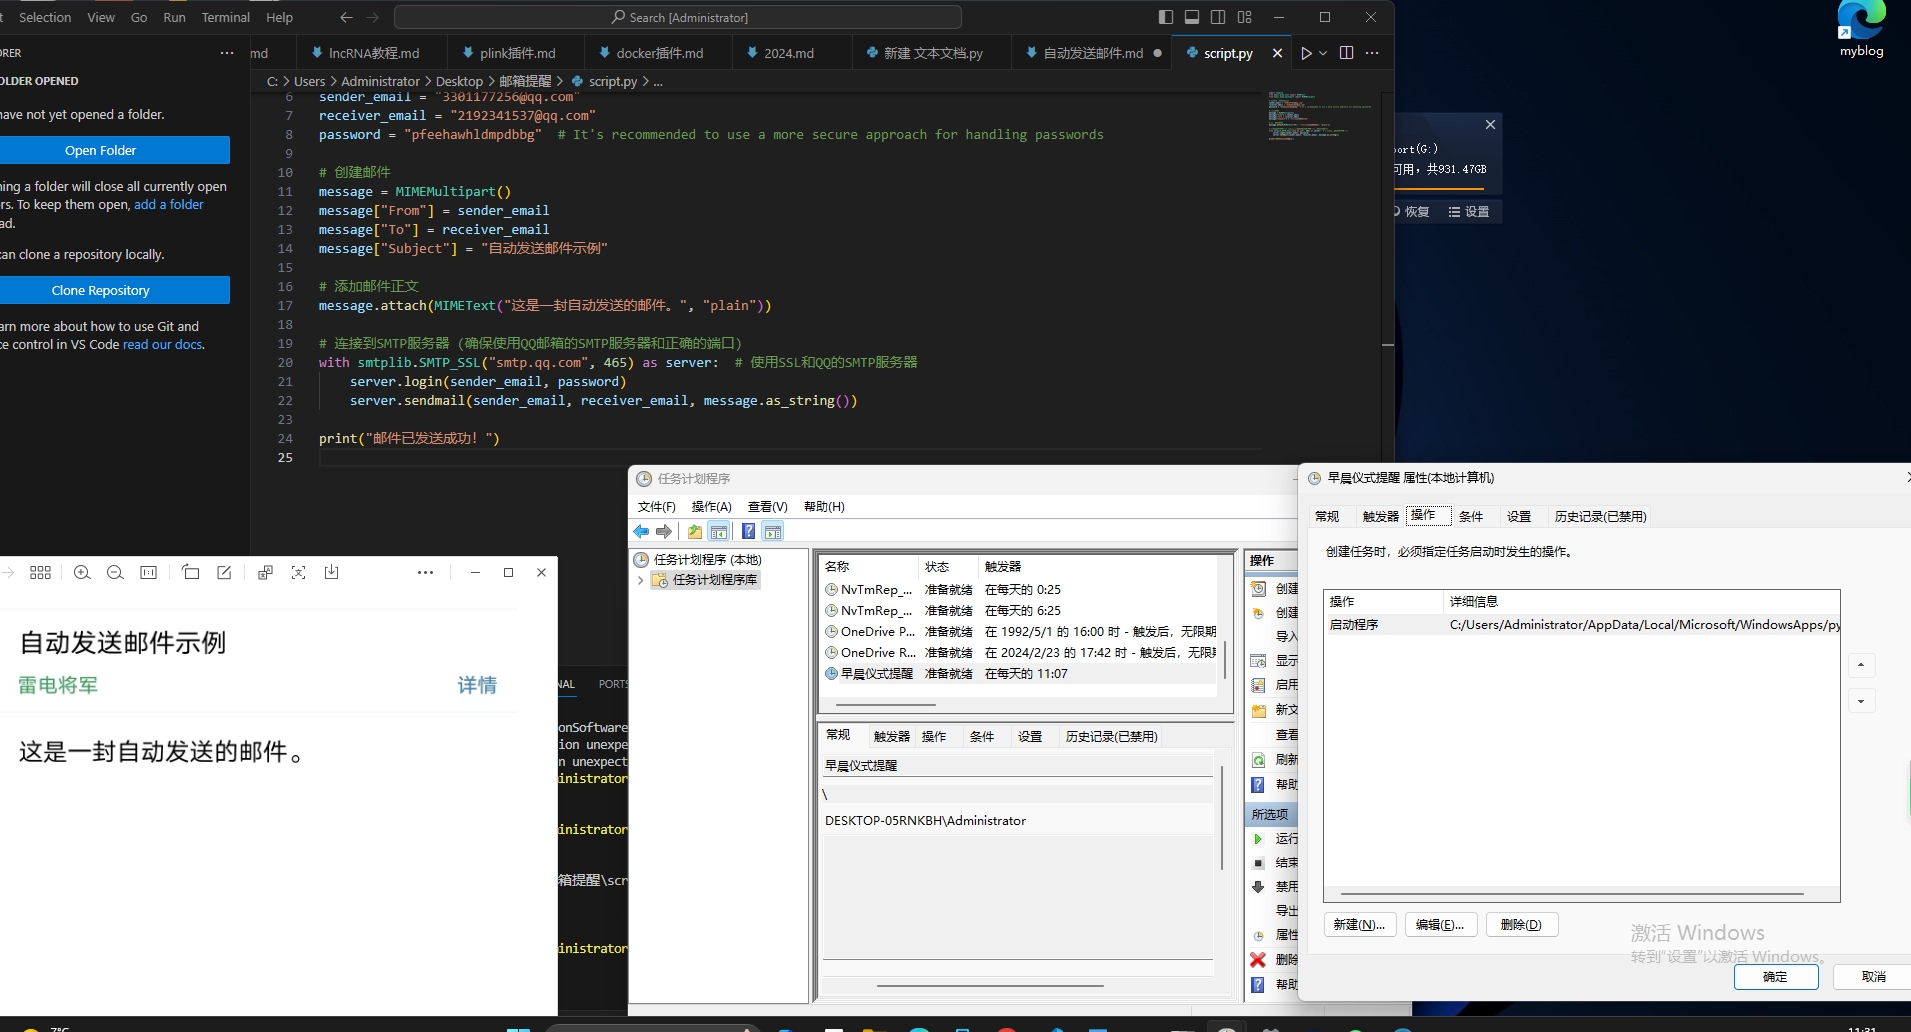 Selection View Go Run Terminal Help
Search [Administrator]
md lncRNA教程.md plink插件.md docker插件.md 2024.md 新建 文本文档.py 自动发送邮件.md script.py
C: > Users > Administrator > Desktop > 邮箱提醒 > script.py > ...
OLDER OPENED
have not yet opened a folder.
Open Folder
ning a folder will close all currently open
rs. To keep them open, add a folder
ad.
can clone a repository locally.
Clone Repository
arn more about how to use Git and
ce control in VS Code read our docs.
6 sender_email = "3301177256@qq.com"
7 receiver_email = "2192341537@qq.com"
8 password = "pfeehawhldmpdbbg" # It's recommended to use a more secure approach for handling passwords
9
10 # 创建邮件
11 message = MIMEMultipart()
12 message["From"] = sender_email
13 message["To"] = receiver_email
14 message["Subject"] = "自动发送邮件示例"
15
16 # 添加邮件正文
17 message.attach(MIMEText("这是一封自动发送的邮件。", "plain"))
18
19 # 连接到SMTP服务器（确保使用QQ邮箱的SMTP服务器和正确的端口）
20 with smtplib.SMTP_SSL("smtp.qq.com", 465) as server: # 使用SSL和QQ的SMTP服务器
21 server.login(sender_email, password)
22 server.sendmail(sender_email, receiver_email, message.as_string())
23
24 print("邮件已发送成功！")
25
myblog
ort(G:)
可用，共931.47GB
恢复 设置
自动发送邮件示例
雷电将军 详情
这是一封自动发送的邮件。
NAL PORTS
onSoftware
ion unexpe
n unexpect
inistrator
inistrator
箱提醒\scr
inistrator
任务计划程序
文件(F) 操作(A) 查看(V) 帮助(H)
任务计划程序 (本地)
任务计划程序库
名称 状态 触发器
NvTmRep_... 准备就绪 在每天的 0:25
NvTmRep_... 准备就绪 在每天的 6:25
OneDrive P... 准备就绪 在 1992/5/1 的 16:00 时 - 触发后，无限期
OneDrive R... 准备就绪 在 2024/2/23 的 17:42 时 - 触发后，无限
早晨仪式提醒 准备就绪 在每天的 11:07
常规 触发器 操作 条件 设置 历史记录(已禁用)
早晨仪式提醒
\
DESKTOP-05RNKBH\Administrator
操作
创建
创建
导入
显示
启用
新文
查看
刷新
帮助
所选项
运行
结束
禁用
导出
属性
删除
帮助
早晨仪式提醒 属性(本地计算机)
常规 触发器 操作 条件 设置 历史记录(已禁用)
创建任务时，必须指定任务启动时发生的操作。
操作 详细信息
启动程序 C:/Users/Administrator/AppData/Local/Microsoft/WindowsApps/py
新建(N)... 编辑(E)... 删除(D)
激活 Windows
转到"设置"以激活 Windows。
确定 取消
7°C
11:31